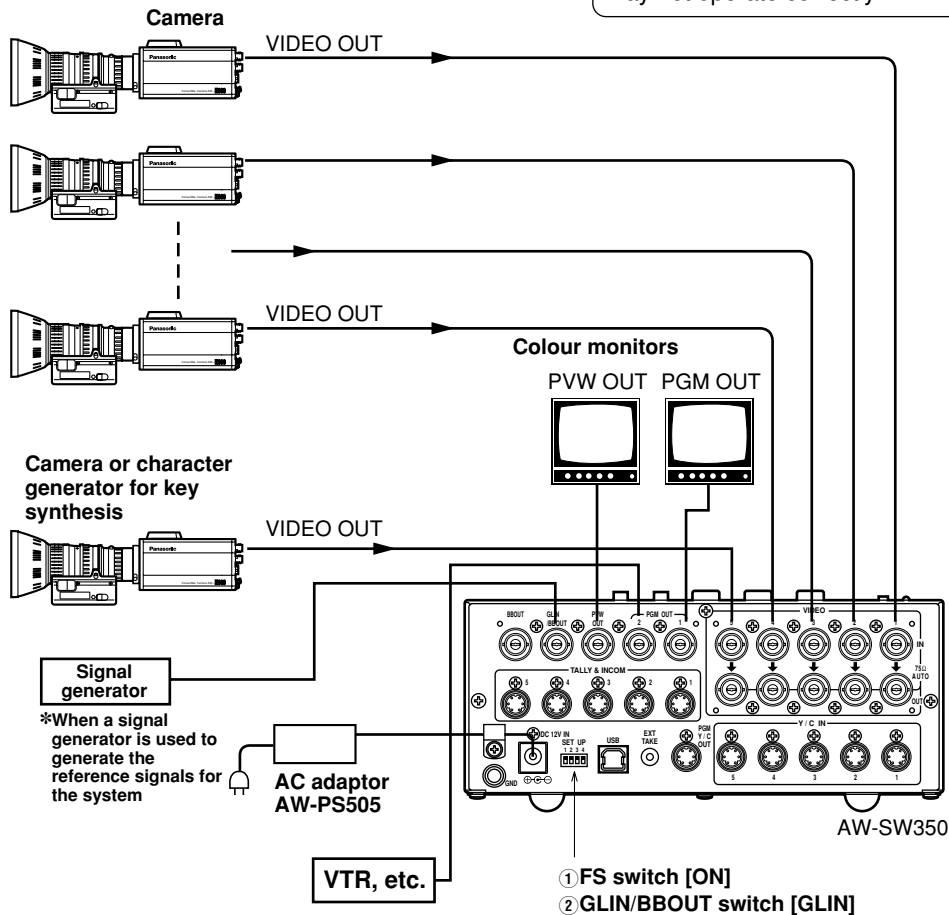 Camera
VIDEO OUT
Panasonic
Panasonic
VIDEO OUT
Panasonic
Colour monitors
PVW OUT PGM OUT
Camera or character
generator for key
synthesis
VIDEO OUT
Panasonic
Signal
generator
*When a signal
generator is used to
generate the
reference signals for
the system
AC adaptor
AW-PS505
VTR, etc.
BBOUT GLIN /BBOUT PVW OUT 2 PGM OUT 1
VIDEO
5 4 3 2 1 IN
75Ω AUTO
OUT
TALLY & INCOM
5 4 3 2 1
DC 12V IN
GND
SET UP
1 2 3 4
USB
EXT TAKE
PGM Y / C OUT
Y / C IN
5 4 3 2 1
AW-SW350
①FS switch [ON]
②GLIN/BBOUT switch [GLIN]